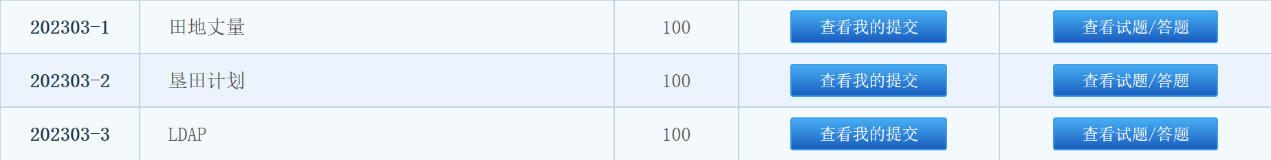 202303-1 田地丈量 100 查看我的提交 查看试题/答题
202303-2 垦田计划 100 查看我的提交 查看试题/答题
202303-3 LDAP 100 查看我的提交 查看试题/答题